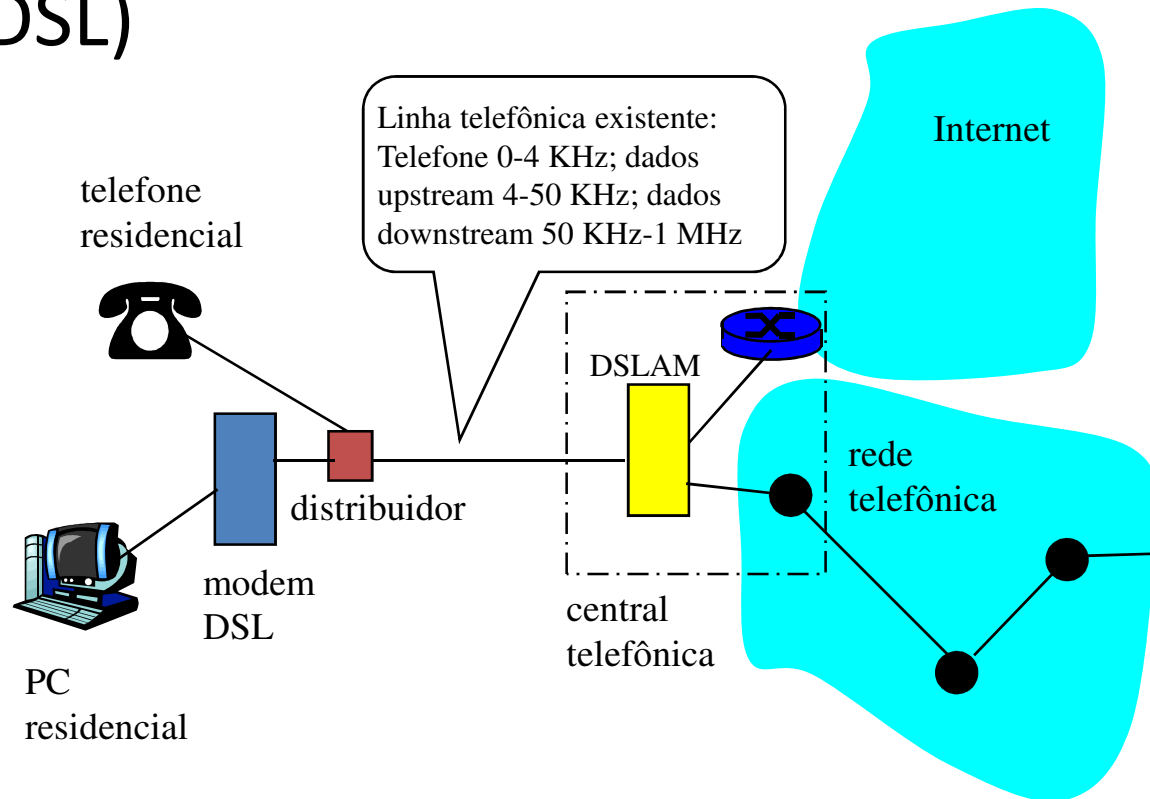 DSL)
Linha telefônica existente:
Telefone 0-4 KHz; dados
upstream 4-50 KHz; dados
downstream 50 KHz-1 MHz
Internet
telefone
residencial
DSLAM
rede
telefônica
distribuidor
modem
DSL
central
telefônica
PC
residencial